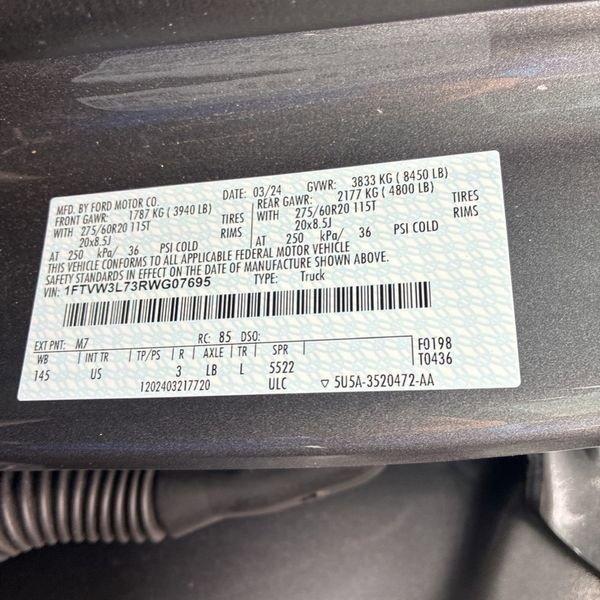 MFD. BY FORD MOTOR CO. DATE: 03/24 GVWR: 3833 KG ( 8450 LB)
FRONT GAWR: 1787 KG ( 3940 LB) REAR GAWR: 2177 KG ( 4800 LB)
WITH 275/60R20 115T TIRES WITH 275/60R20 115T TIRES
20x8.5J RIMS 20x8.5J RIMS
AT 250 kPa/ 36 PSI COLD AT 250 kPa/ 36 PSI COLD
THIS VEHICLE CONFORMS TO ALL APPLICABLE FEDERAL MOTOR VEHICLE
SAFETY STANDARDS IN EFFECT ON THE DATE OF MANUFACTURE SHOWN ABOVE.
VIN: 1FTVW3L73RWG07695 TYPE: Truck
EXT PNT: M7 RC: 85 DSO:
WB INT TR TP/PS R AXLE TR SPR F0198
145 US 3 LB L 5522 T0436
1202403217720 ULC ▽ 5U5A-3520472-AA